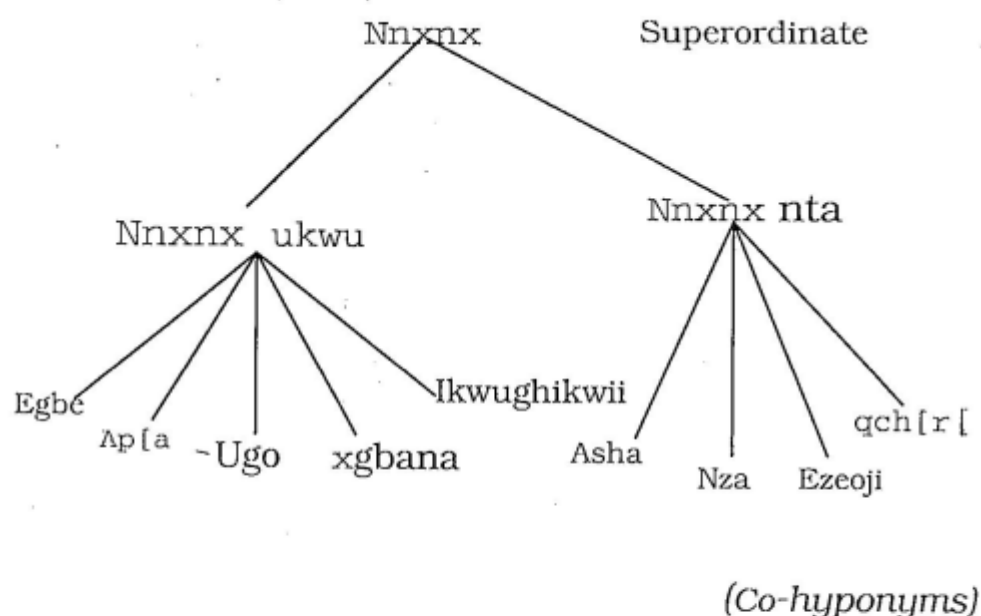 Nnxnx Superordinate
Nnxnx ukwu Nnxnx nta
Egbe Ap[a Ugo xgbana Ikwughikwii Asha Nza Ezeoji qch[r[
(Co-hyponyms)